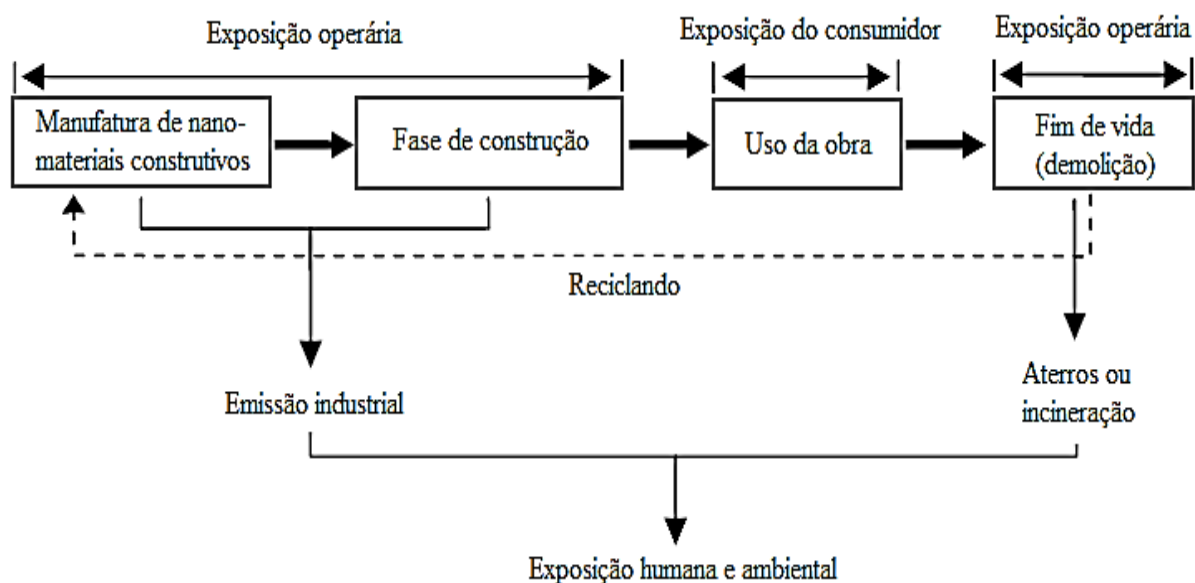 Exposição operária
Exposição do consumidor
Exposição operária
Manufatura de nano-
materiais construtivos
Fase de construção
Uso da obra
Fim de vida
(demolição)
Reciclando
Emissão industrial
Aterros ou
incineração
Exposição humana e ambiental